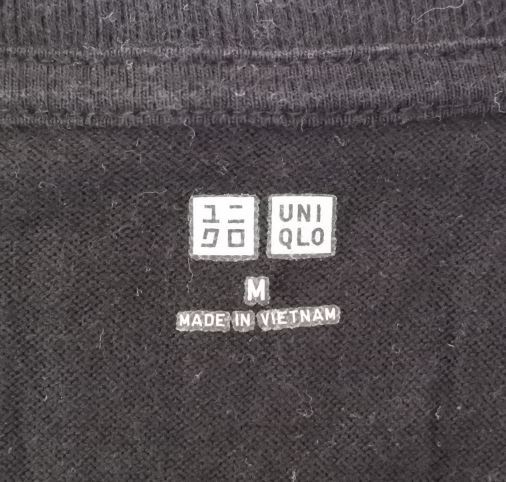 ユニ UNI
クロ QLO
M
MADE IN VIETNAM